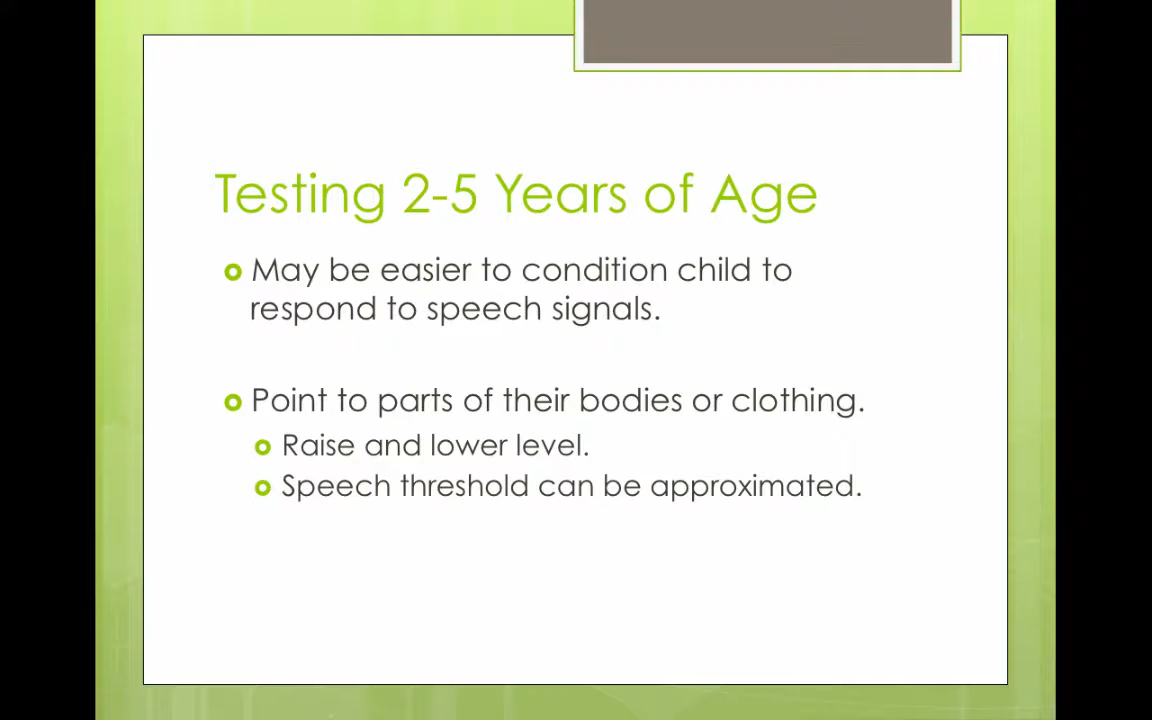 Testing 2-5 Years of Age
May be easier to condition child to
respond to speech signals.
Point to parts of their bodies or clothing.
Raise and lower level.
Speech threshold can be approximated.